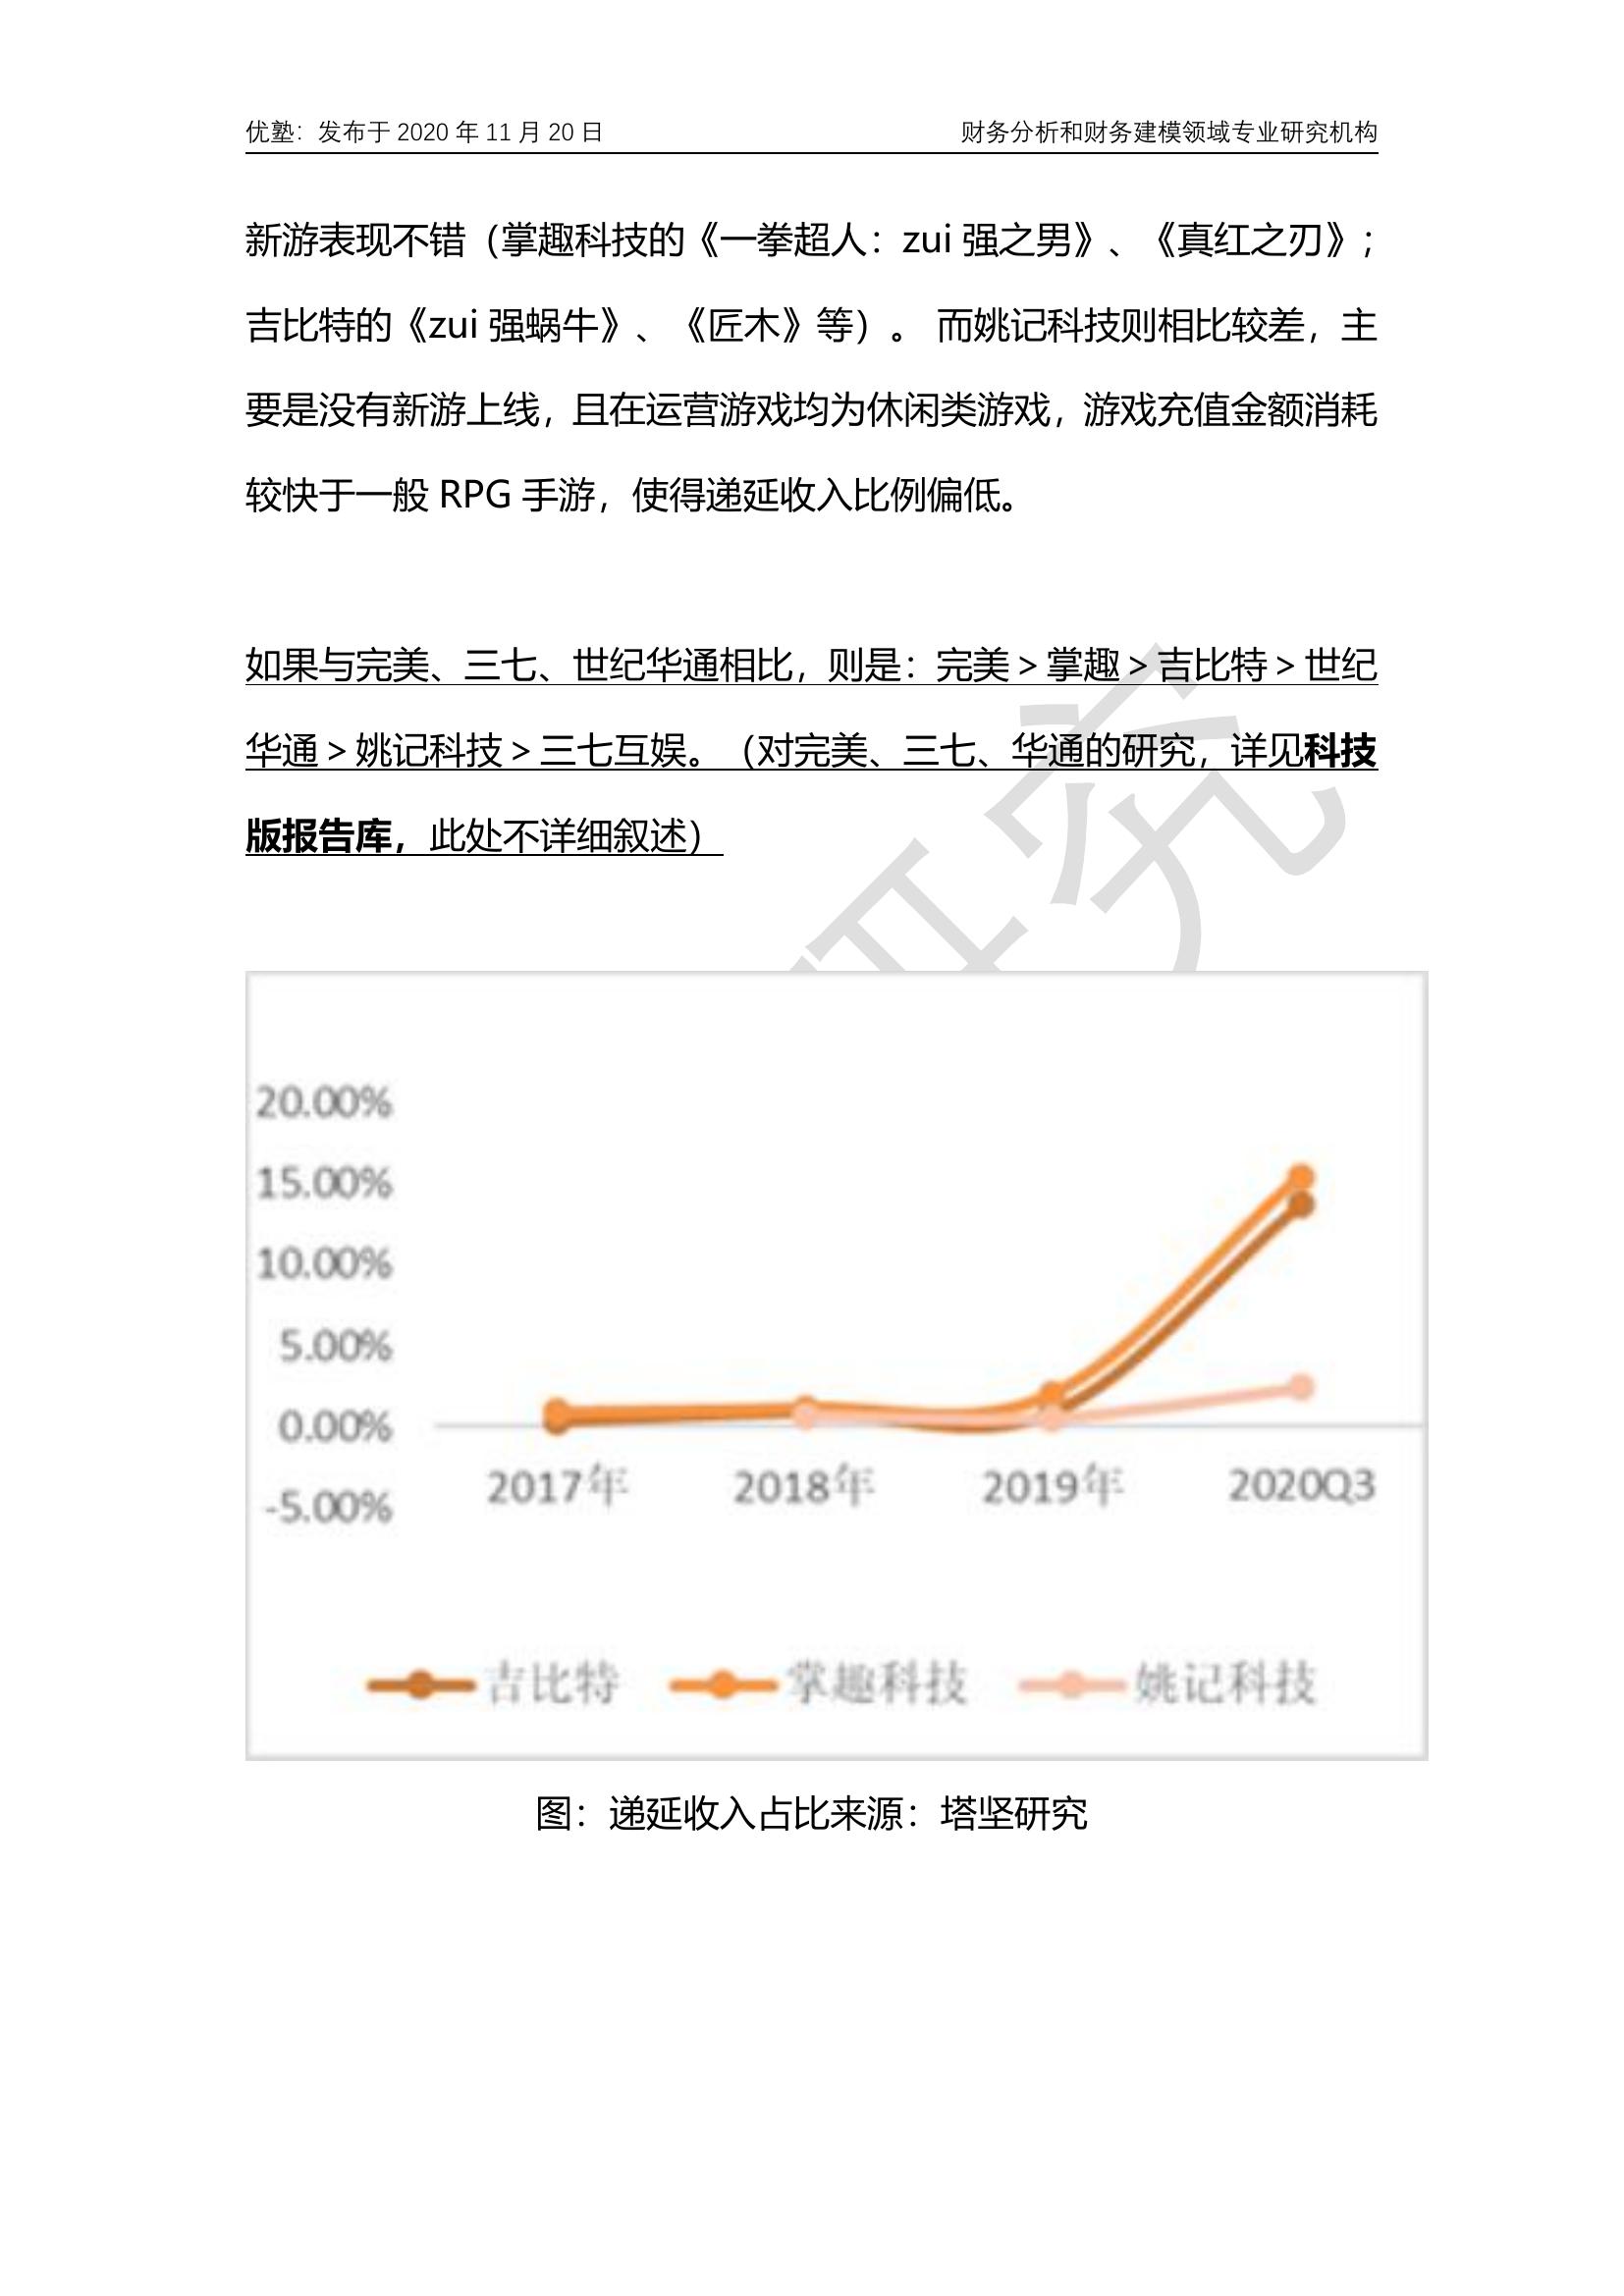 优塾：发布于 2020 年 11 月 20 日 财务分析和财务建模领域专业研究机构
新游表现不错（掌趣科技的《一拳超人：zui 强之男》、《真红之刃》；
吉比特的《zui 强蜗牛》、《匠木》等）。 而姚记科技则相比较差，主
要是没有新游上线，且在运营游戏均为休闲类游戏，游戏充值金额消耗
较快于一般 RPG 手游，使得递延收入比例偏低。
如果与完美、三七、世纪华通相比，则是：完美＞掌趣＞吉比特＞世纪
华通＞姚记科技＞三七互娱。（对完美、三七、华通的研究，详见科技
版报告库，此处不详细叙述）
研究
20.00%
15.00%
10.00%
5.00%
0.00%
-5.00%
2017年 2018年 2019年 2020Q3
吉比特 掌趣科技 姚记科技
图：递延收入占比来源：塔坚研究